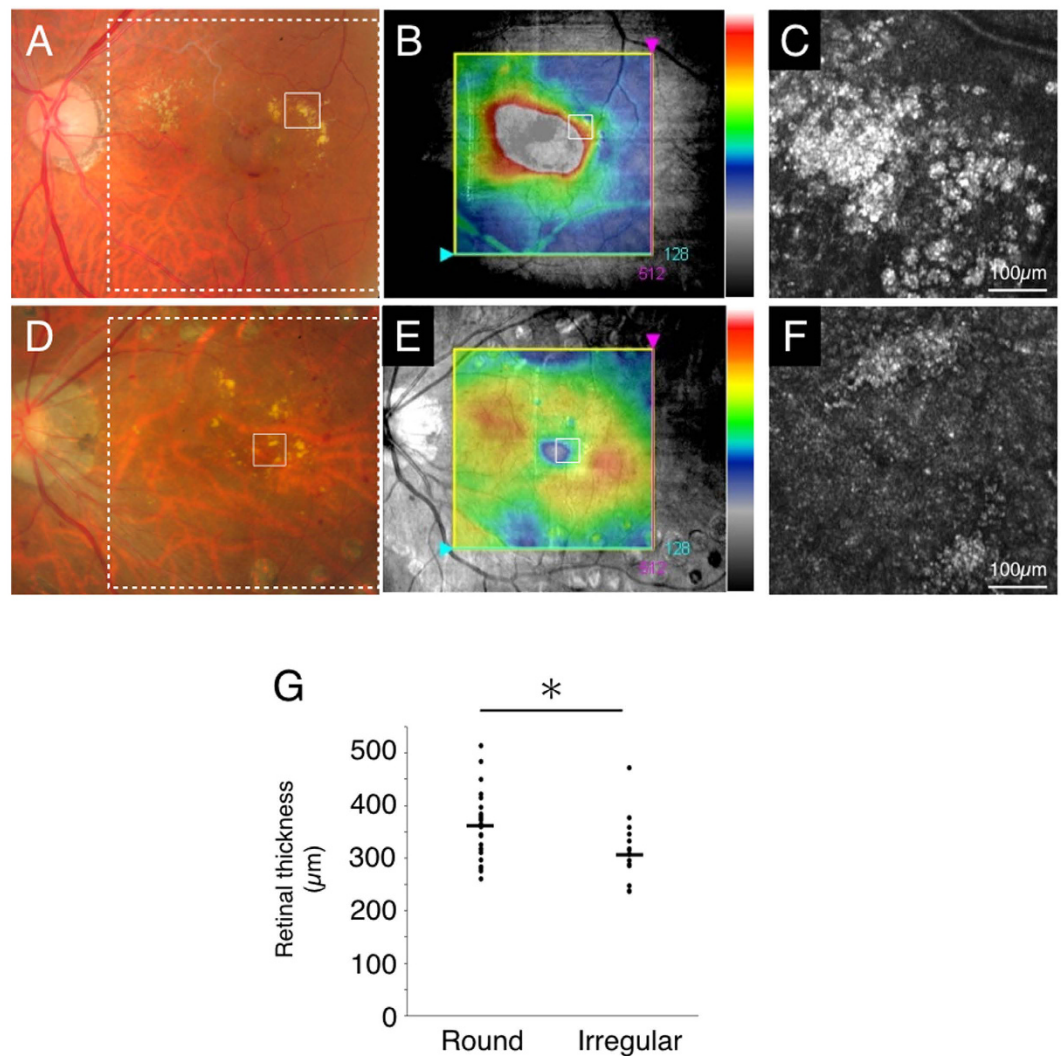 A
B
C
128
512
100µm
D
E
F
128
512
100µm
G
*
Retinal thickness
(µm)
500
400
300
200
100
0
Round Irregular